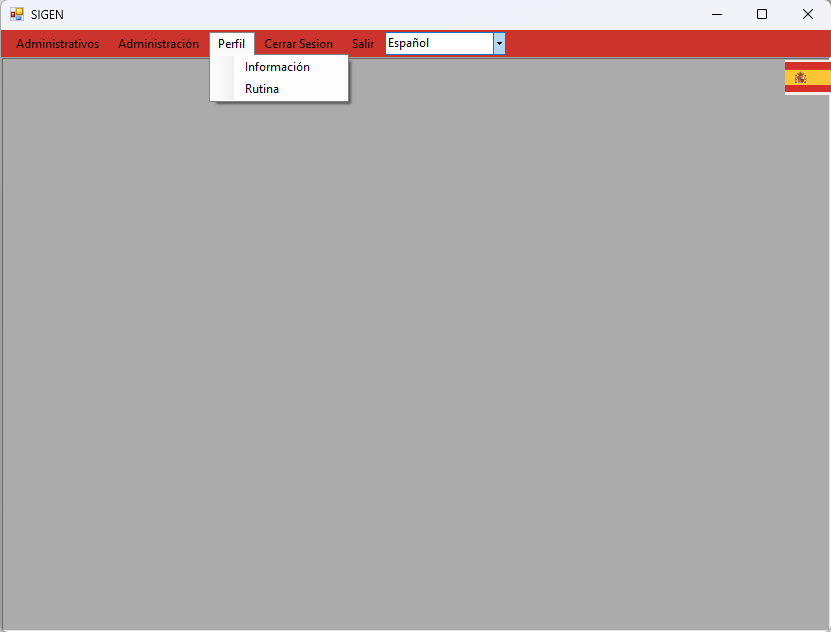 SIGEN
Administrativos Administración Perfil Cerrar Sesion Salir Español
Información
Rutina